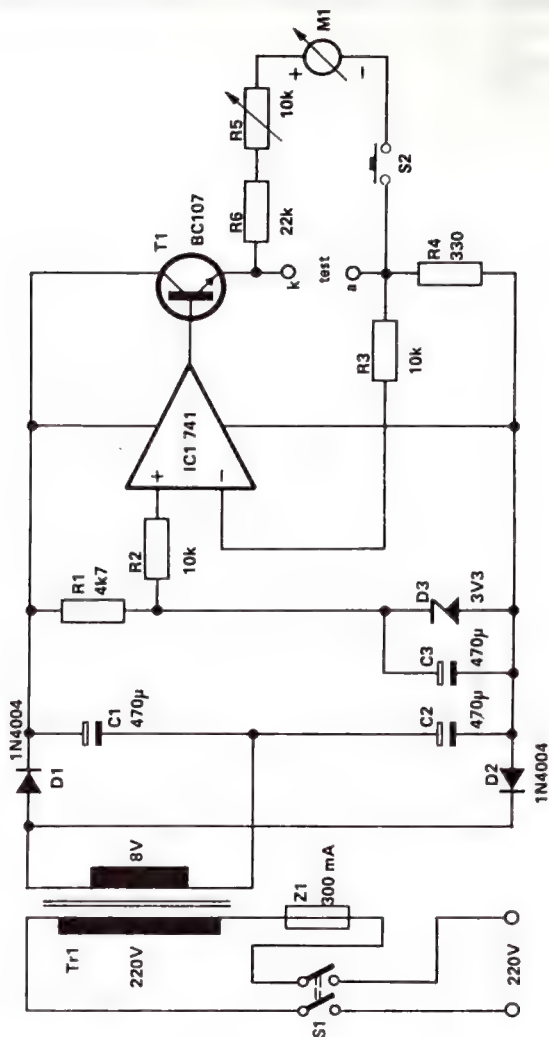 Tr1
220V
8V
Z1
300 mA
S1
220V
1N4004
D1
C1
470µ
C2
470µ
D2
1N4004
R1
4k7
R2
10k
C3
470µ
D3
3V3
+
−
IC1 741
T1
BC107
R3
10k
k
test
a
R4
330
R6
22k
R5
10k
+
M1
−
S2